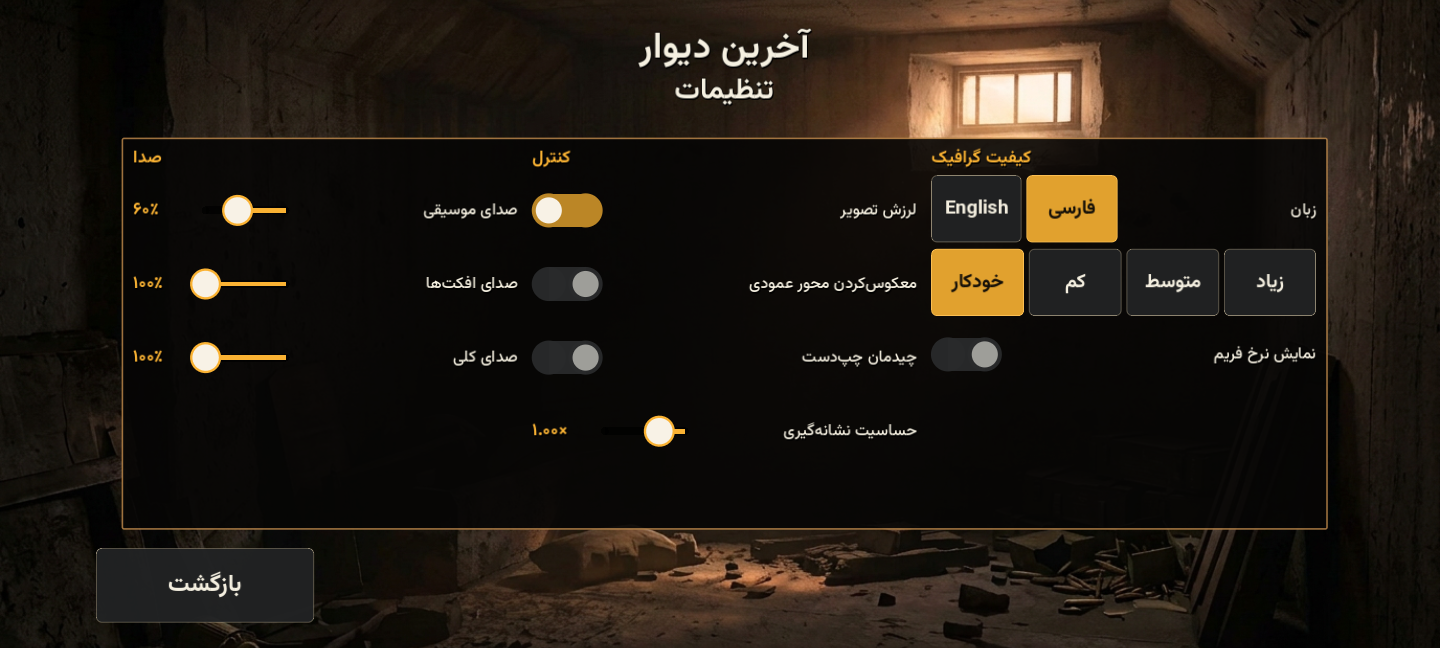 آخرین دیوار
تنظیمات
کیفیت گرافیک
زبان
فارسی
English
زیاد
متوسط
کم
خودکار
نمایش نرخ فریم
کنترل
لرزش تصویر
معکوس‌کردن محور عمودی
چیدمان چپ‌دست
حساسیت نشانه‌گیری
۱.۰۰×
صدا
صدای موسیقی
۶۰٪
صدای افکت‌ها
۱۰۰٪
صدای کلی
۱۰۰٪
بازگشت